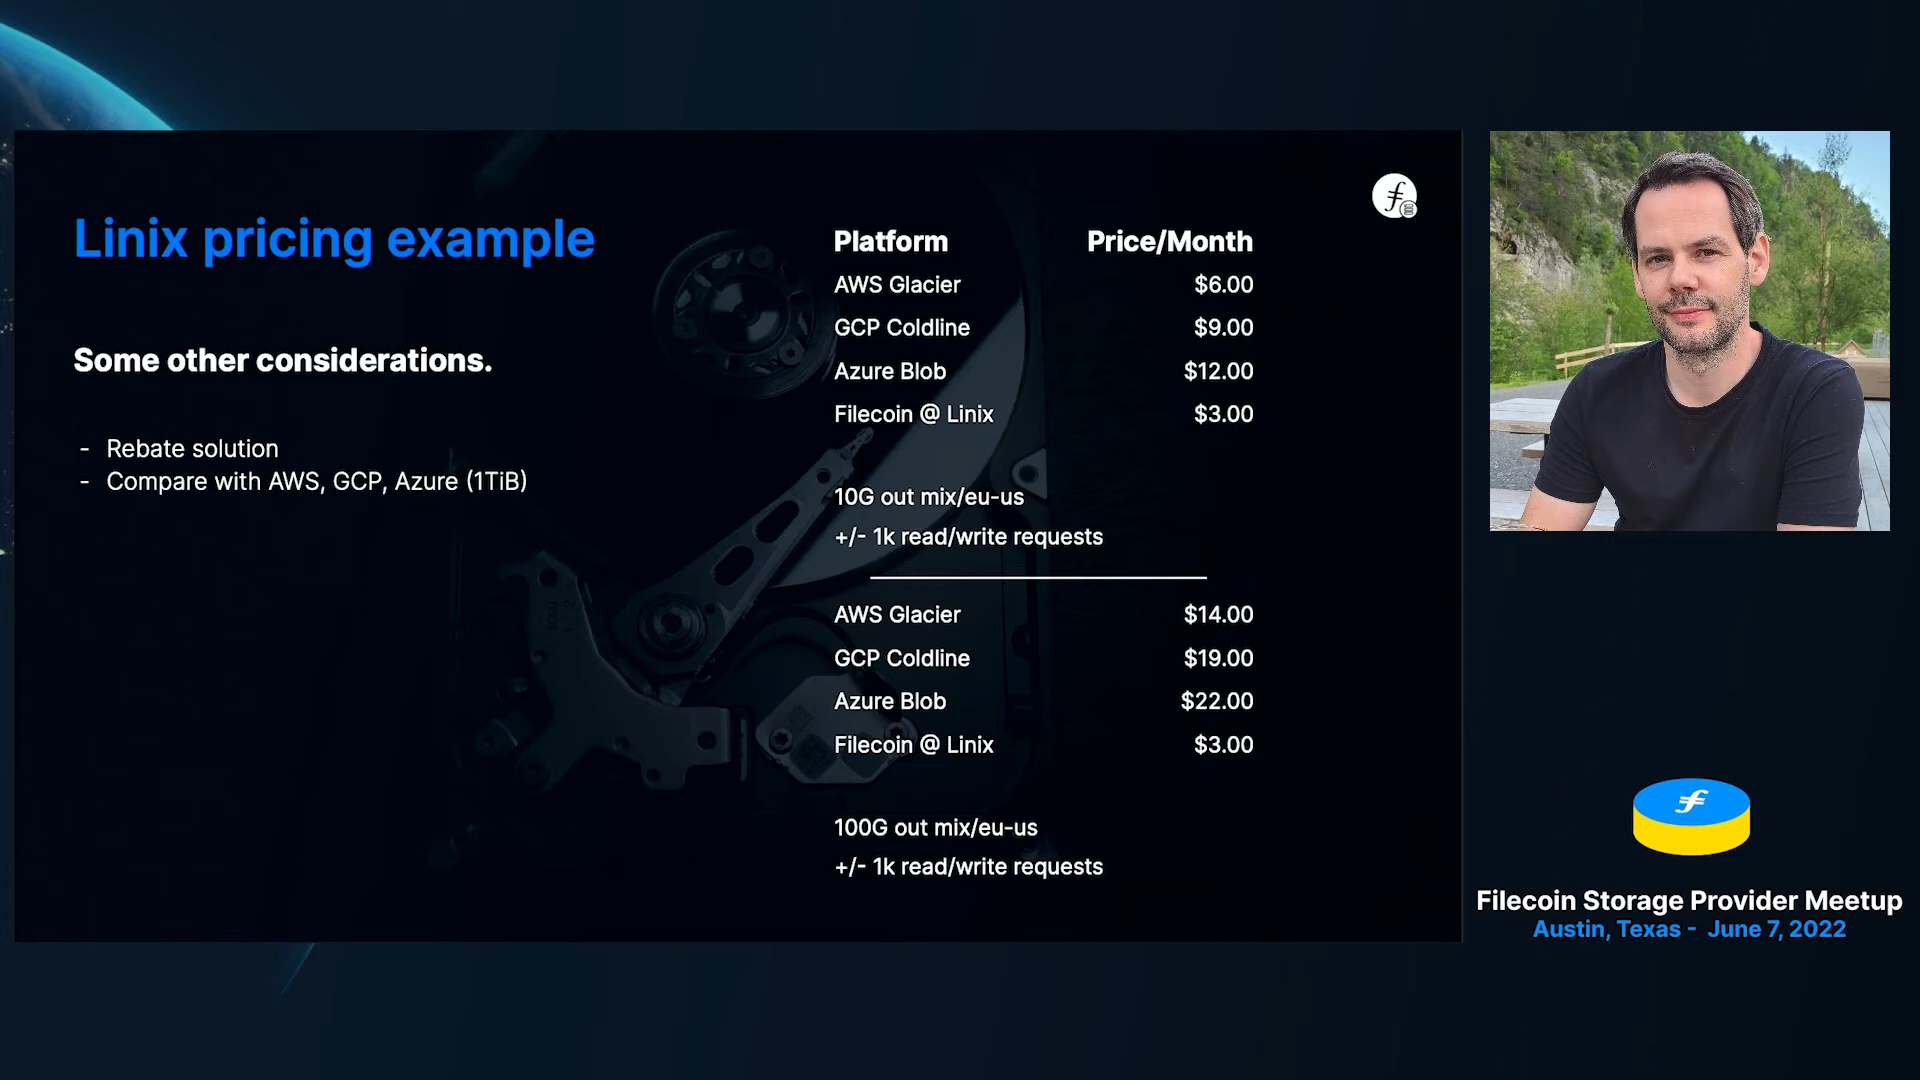 Linix pricing example
Some other considerations.
- Rebate solution
- Compare with AWS, GCP, Azure (1TiB)
Platform Price/Month
AWS Glacier $6.00
GCP Coldline $9.00
Azure Blob $12.00
Filecoin @ Linix $3.00
10G out mix/eu-us
+/- 1k read/write requests
AWS Glacier $14.00
GCP Coldline $19.00
Azure Blob $22.00
Filecoin @ Linix $3.00
100G out mix/eu-us
+/- 1k read/write requests
Filecoin Storage Provider Meetup
Austin, Texas - June 7, 2022